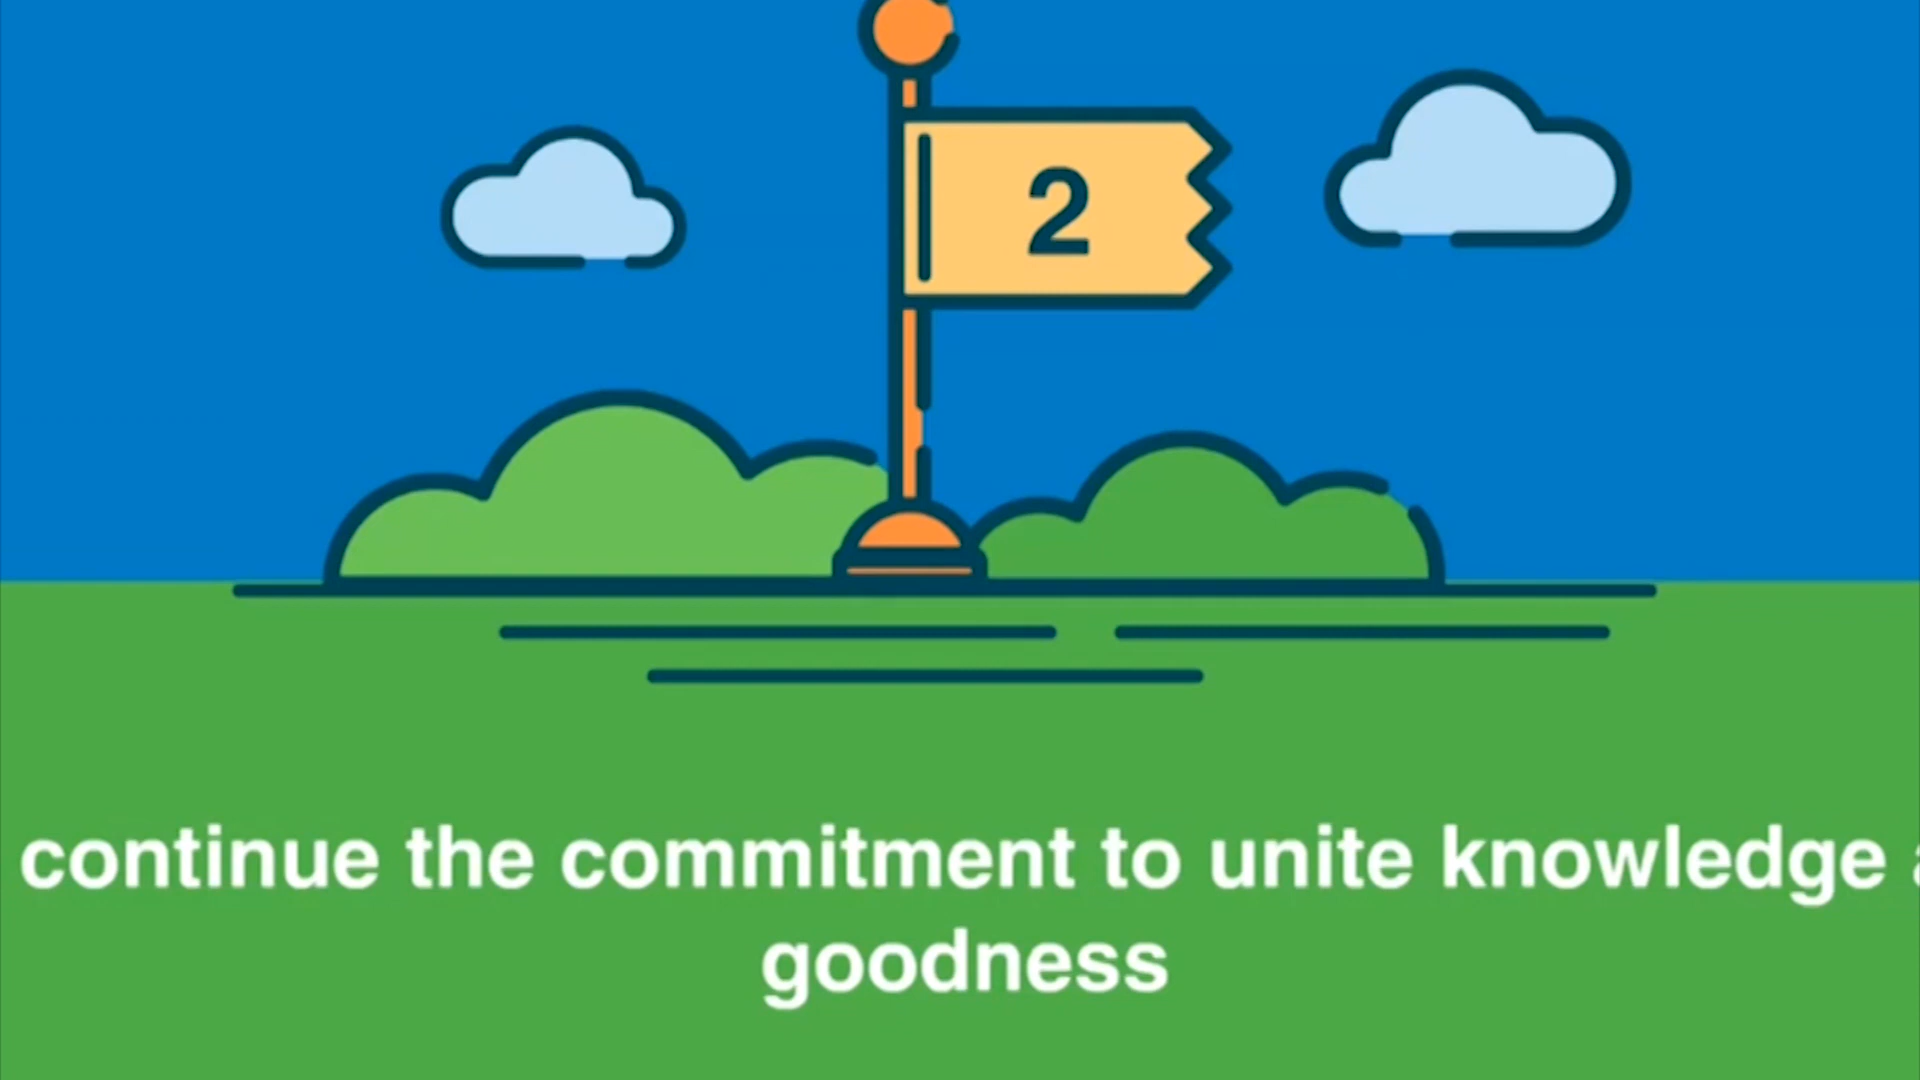 2
continue the commitment to unite knowledge
goodness